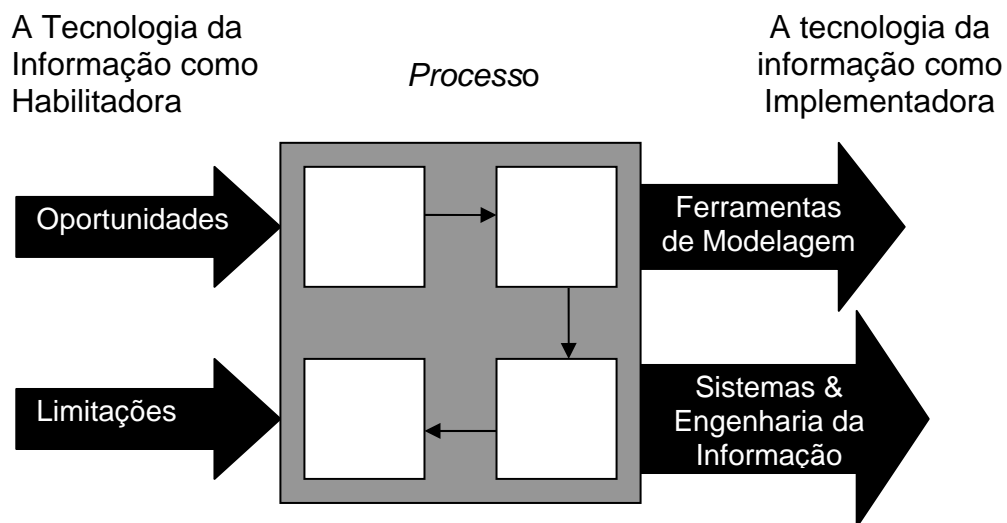 A Tecnologia da
Informação como
Habilitadora
Processo
A tecnologia da
informação como
Implementadora
Oportunidades
Ferramentas
de Modelagem
Limitações
Sistemas &
Engenharia da
Informação